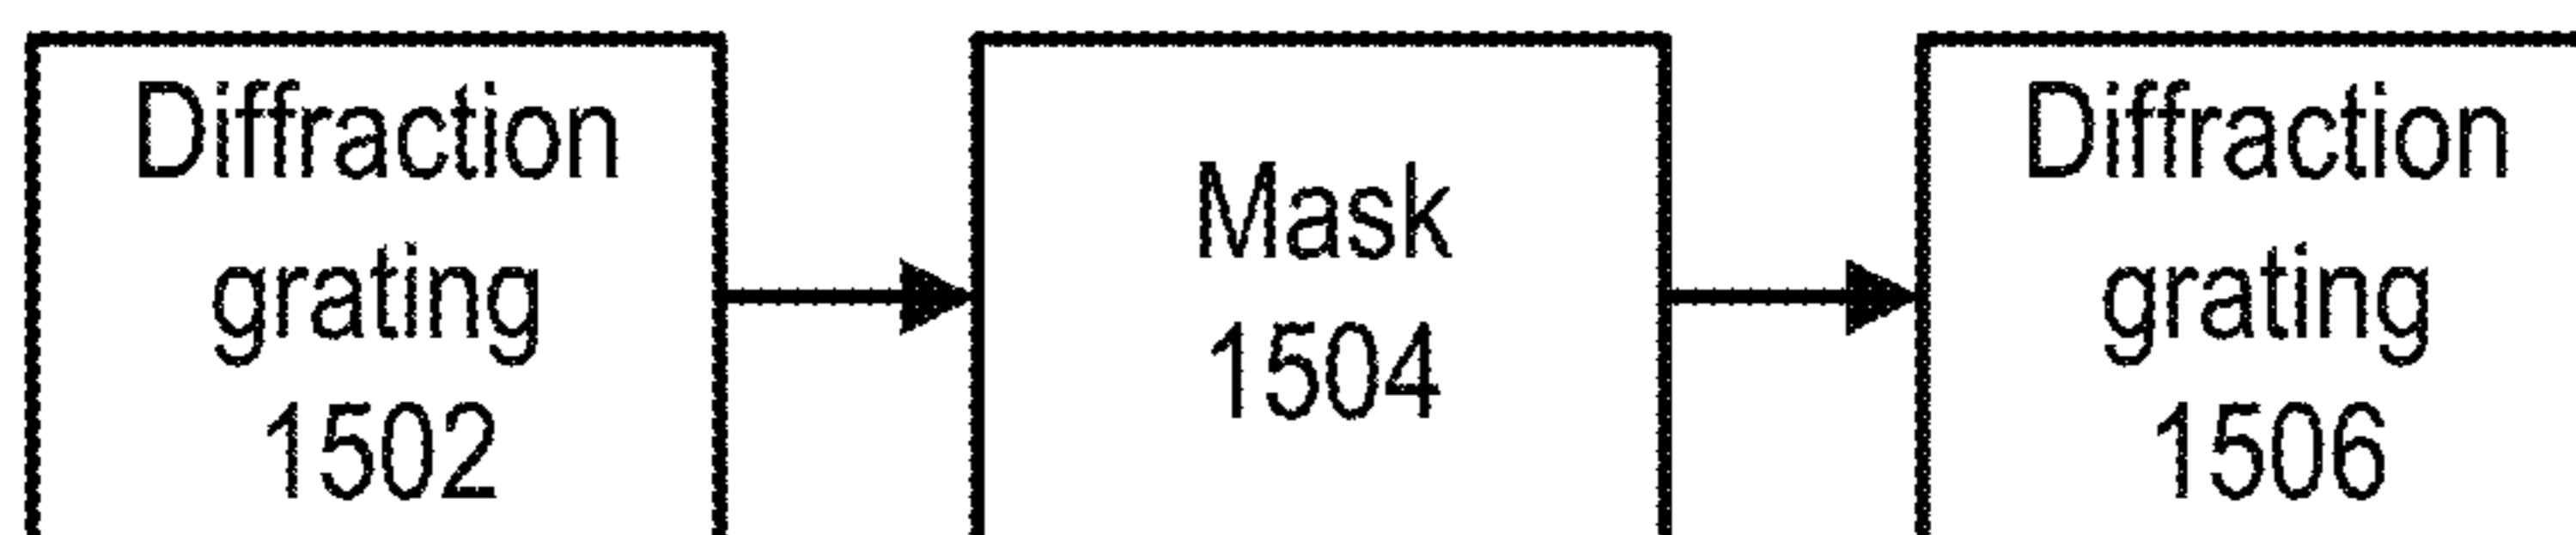 Diffraction
grating
1502
Mask
1504
Diffraction
grating
1506